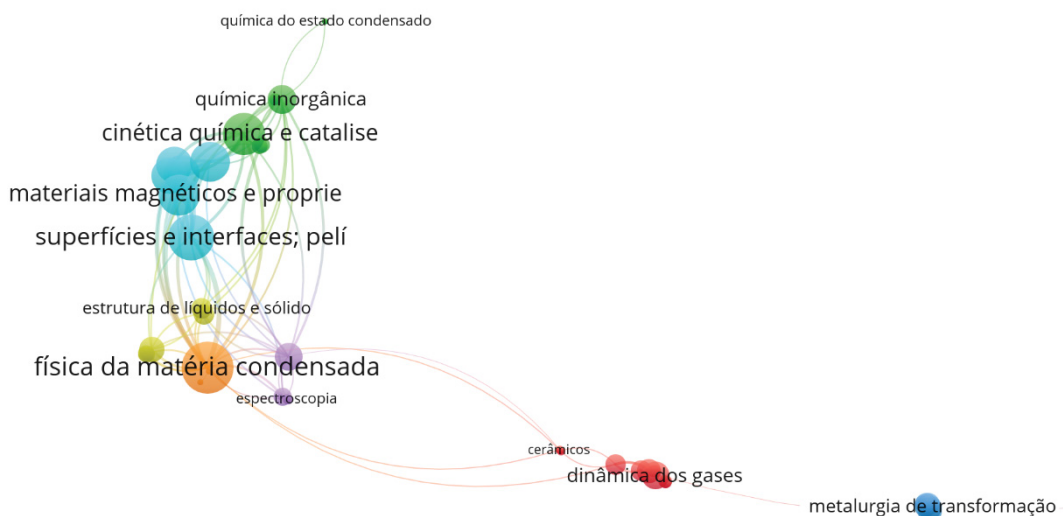 química do estado condensado
química inorgânica
cinética química e catalise
materiais magnéticos e proprie
superfícies e interfaces; pelí
estrutura de líquidos e sólido
física da matéria condensada
espectroscopia
cerâmicos
dinâmica dos gases
metalurgia de transformação